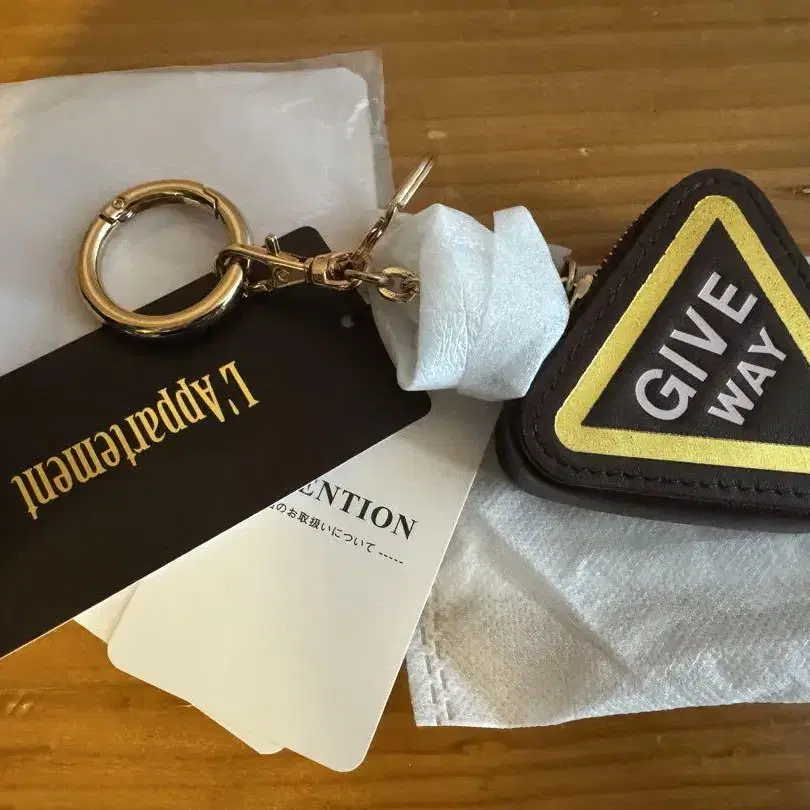 L'Appartement
ENTION
のお取扱いについて -----
GIVE
WAY